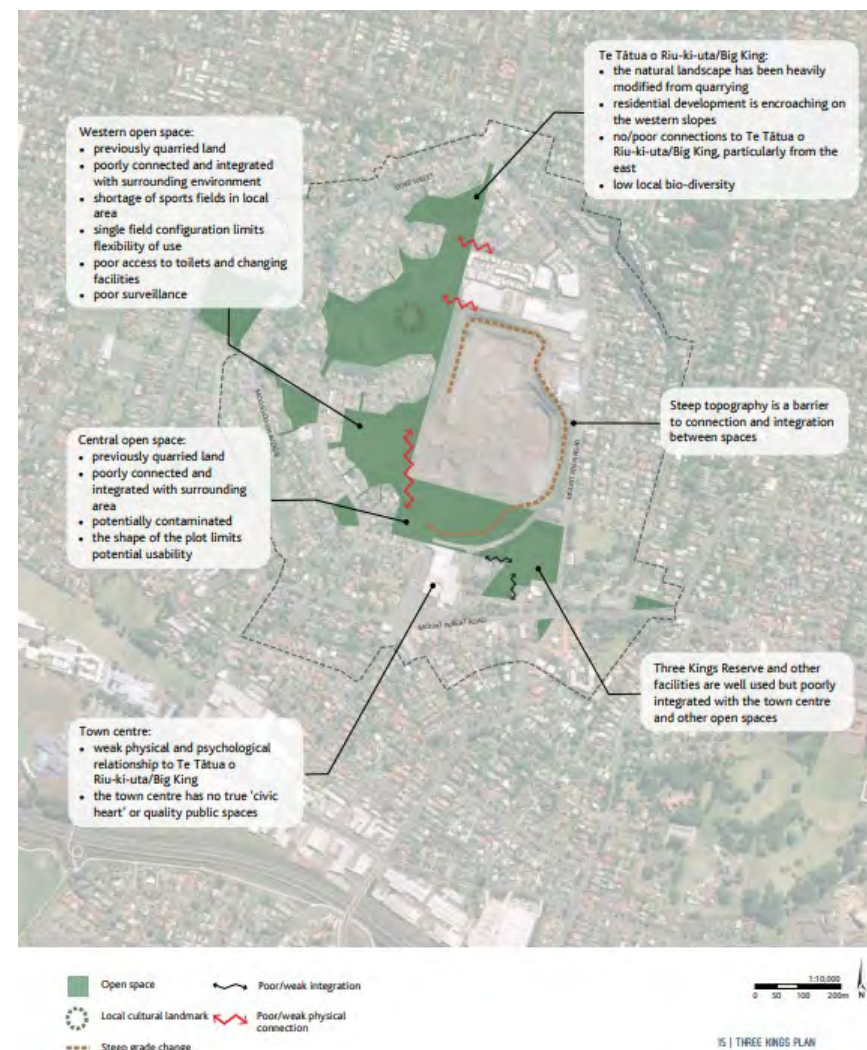 Te Tātua o Riu-ki-uta/Big King:
• the natural landscape has been heavily
modified from quarrying
• residential development is encroaching on
the western slopes
• no/poor connections to Te Tātua o
Riu-ki-uta/Big King, particularly from the
east
• low local bio-diversity
Western open space:
• previously quarried land
• poorly connected and integrated
with surrounding environment
• shortage of sports fields in local
area
• single field configuration limits
flexibility of use
• poor access to toilets and changing
facilities
• poor surveillance
Steep topography is a barrier
to connection and integration
between spaces
Central open space:
• previously quarried land
• poorly connected and
integrated with surrounding
area
• potentially contaminated
• the shape of the plot limits
potential usability
MOUNT ALBERT ROAD
Three Kings Reserve and other
facilities are well used but poorly
integrated with the town centre
and other open spaces
Town centre:
• weak physical and psychological
relationship to Te Tātua o
Riu-ki-uta/Big King
• the town centre has no true 'civic
heart' or quality public spaces
Open space
Poor/weak integration
Local cultural landmark
Poor/weak physical
connection
Steep grade change
1:10,000
0 50 100 200m N
15 | THREE KINGS PLAN